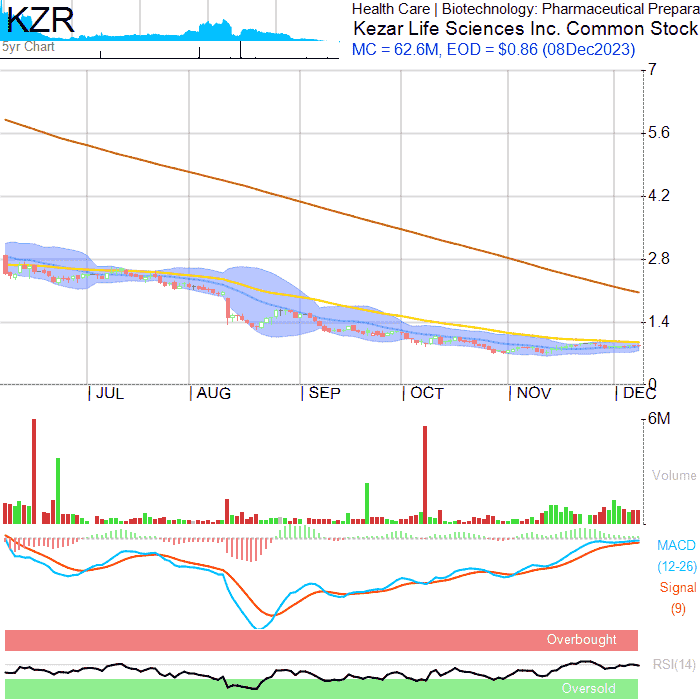 KZR
5yr Chart
Health Care | Biotechnology: Pharmaceutical Prepara
Kezar Life Sciences Inc. Common Stock
MC = 62.6M, EOD = $0.86 (08Dec2023)
7
5.6
4.2
2.8
1.4
0
JUL AUG SEP OCT NOV DEC
6M
Volume
MACD
(12-26)
Signal
(9)
Overbought
RSI(14)
Oversold